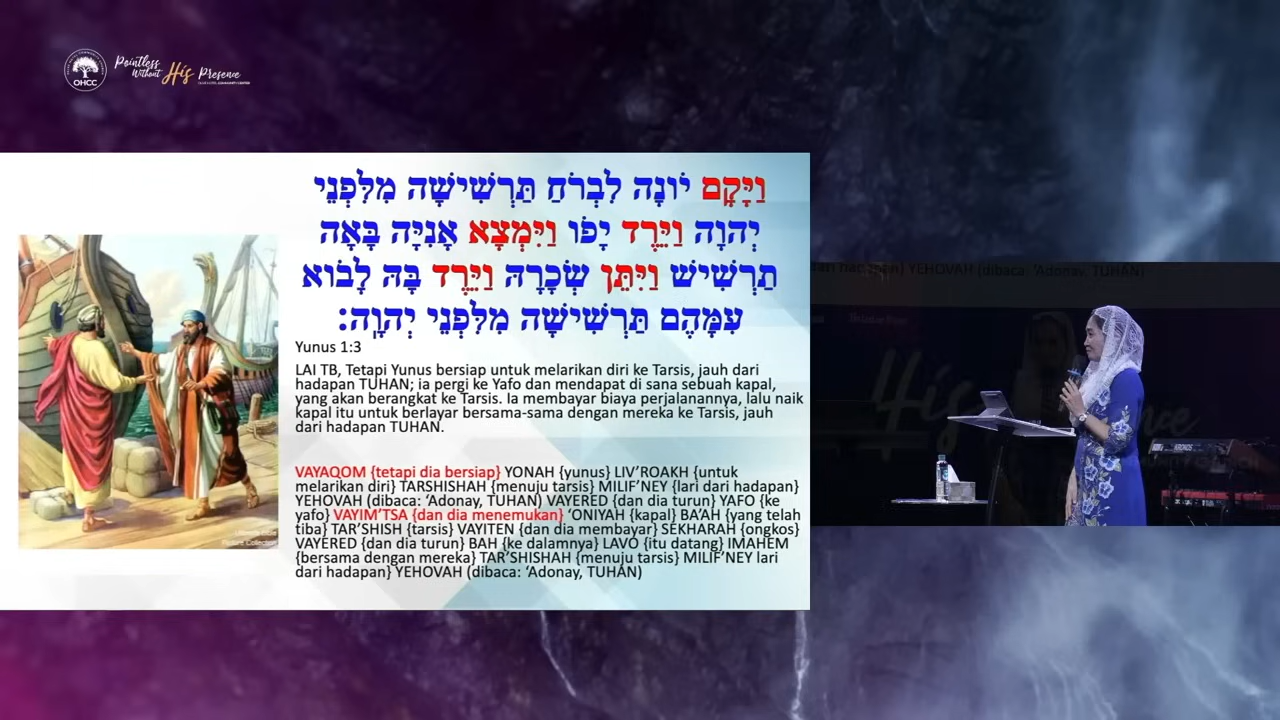 OHCC
Pointless
Without His Presence
וַיָּקָם יוֹנָה לִבְרֹחַ תַּרְשִׁישָׁה מִלִּפְנֵי
יְהוָה וַיֵּרֶד יָפוֹ וַיִּמְצָא אֳנִיָּה בָּאָה
תַרְשִׁישׁ וַיִּתֵּן שְׂכָרָהּ וַיֵּרֶד בָּהּ לָבוֹא
עִמָּהֶם תַּרְשִׁישָׁה מִלִּפְנֵי יְהוָה׃
Yunus 1:3
LAI TB, Tetapi Yunus bersiap untuk melarikan diri ke Tarsis, jauh dari
hadapan TUHAN; ia pergi ke Yafo dan mendapat di sana sebuah kapal,
yang akan berangkat ke Tarsis. Ia membayar biaya perjalanannya, lalu naik
kapal itu untuk berlayar bersama-sama dengan mereka ke Tarsis, jauh
dari hadapan TUHAN.
VAYAQOM {tetapi dia bersiap} YONAH {yunus} LIV’ROAKH {untuk
melarikan diri} TARSHISHAH {menuju tarsis} MILIF’NEY {lari dari hadapan}
YEHOVAH (dibaca: ‘Adonay, TUHAN) VAYERED {dan dia turun} YAFO {ke
yafo} VAYIM’TSA {dan dia menemukan} ‘ONIYAH {kapal} BA’AH {yang telah
tiba} TAR’SHISH {tarsis} VAYITEN {dan dia membayar} SEKHARAH {ongkos}
VAYERED {dan dia turun} BAH {ke dalamnya} LAVO {itu datang} IMAHEM
{bersama dengan mereka} TAR’SHISHAH {menuju tarsis} MILIF’NEY lari
dari hadapan} YEHOVAH (dibaca: ‘Adonay, TUHAN)
hadapan} YEHOVAH (dibaca: ‘Adonay, TUHAN)
His
KRONOS